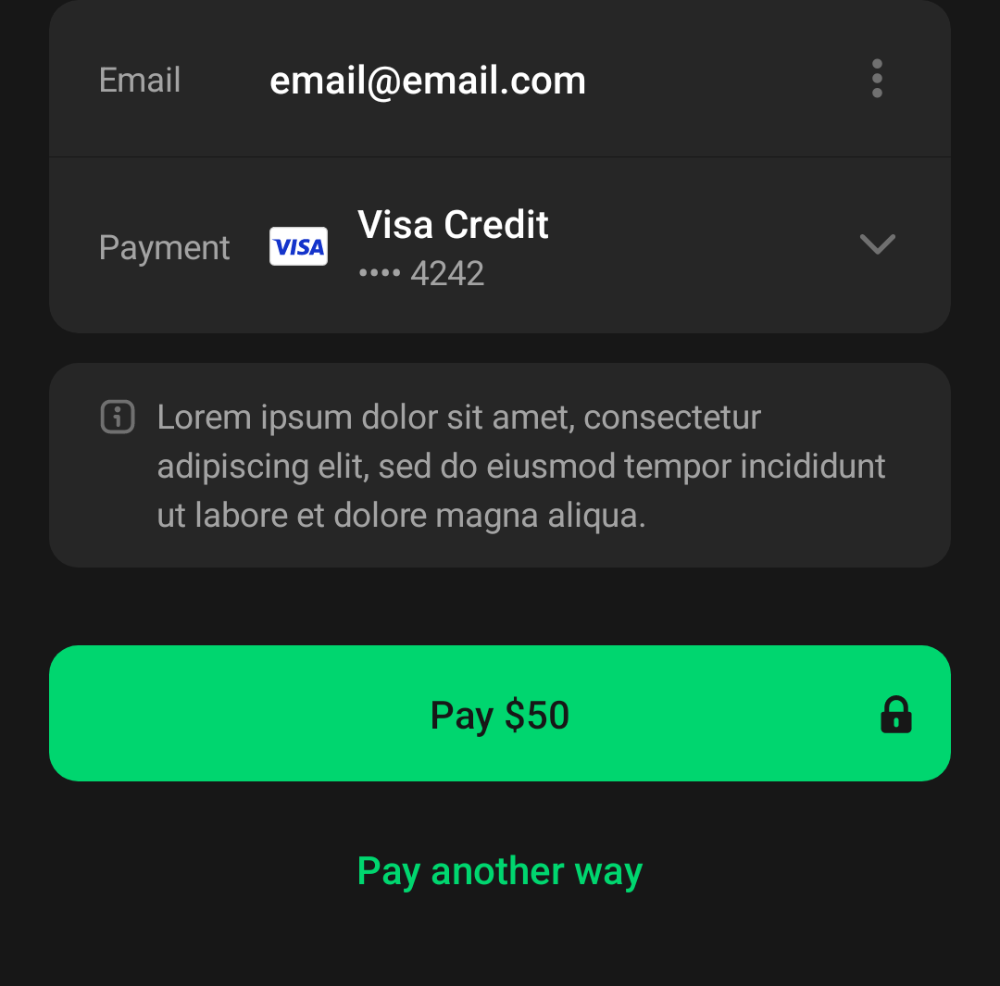 Email email@email.com
Payment VISA Visa Credit
•••• 4242
Lorem ipsum dolor sit amet, consectetur
adipiscing elit, sed do eiusmod tempor incididunt
ut labore et dolore magna aliqua.
Pay $50
Pay another way